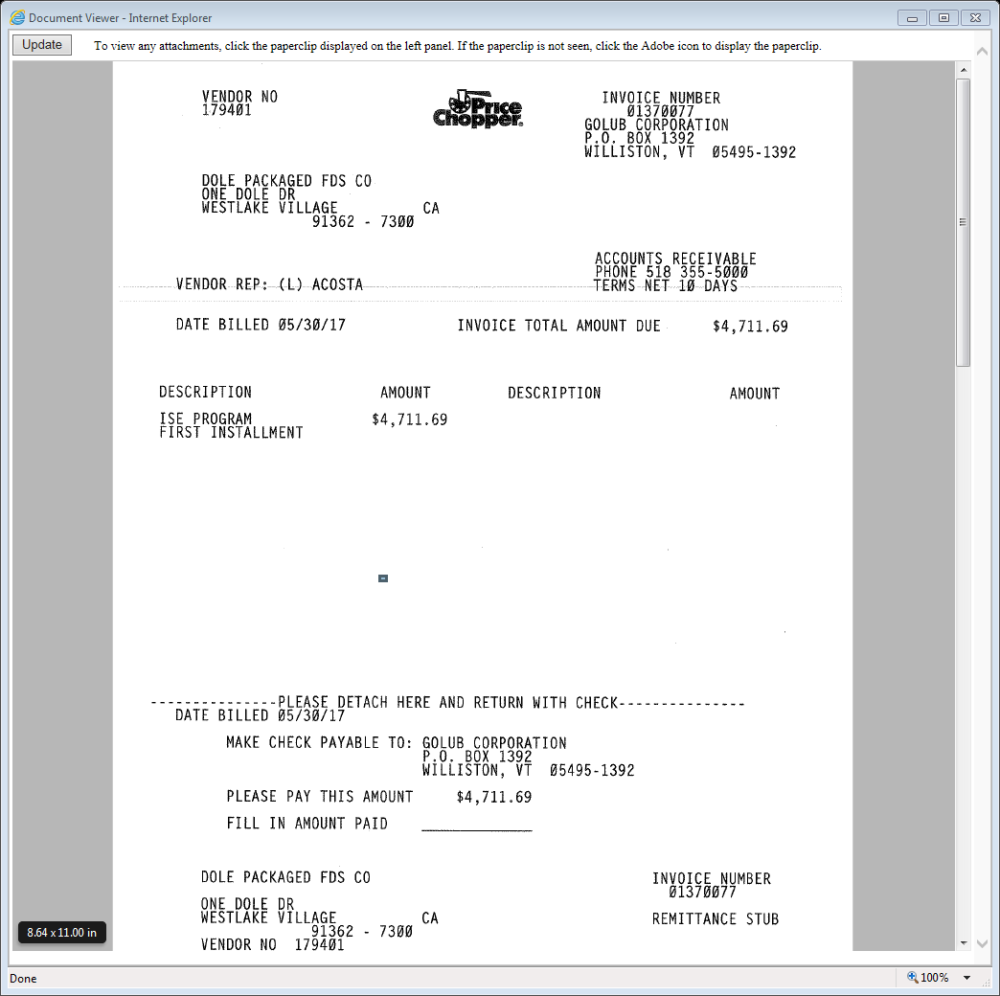 Document Viewer - Internet Explorer
Update To view any attachments, click the paperclip displayed on the left panel. If the paperclip is not seen, click the Adobe icon to display the paperclip.
VENDOR NO
179401
Price
Chopper.
INVOICE NUMBER
01370077
GOLUB CORPORATION
P.O. BOX 1392
WILLISTON, VT 05495-1392
DOLE PACKAGED FDS CO
ONE DOLE DR
WESTLAKE VILLAGE CA
91362 - 7300
ACCOUNTS RECEIVABLE
PHONE 518 355-5000
VENDOR REP: (L) ACOSTA TERMS NET 10 DAYS
DATE BILLED 05/30/17 INVOICE TOTAL AMOUNT DUE $4,711.69
DESCRIPTION AMOUNT DESCRIPTION AMOUNT
ISE PROGRAM $4,711.69
FIRST INSTALLMENT
---------------PLEASE DETACH HERE AND RETURN WITH CHECK---------------
DATE BILLED 05/30/17
MAKE CHECK PAYABLE TO: GOLUB CORPORATION
P.O. BOX 1392
WILLISTON, VT 05495-1392
PLEASE PAY THIS AMOUNT $4,711.69
FILL IN AMOUNT PAID
DOLE PACKAGED FDS CO INVOICE NUMBER
01370077
ONE DOLE DR
WESTLAKE VILLAGE CA REMITTANCE STUB
91362 - 7300
VENDOR NO 179401
8.64 x 11.00 in
Done 100%